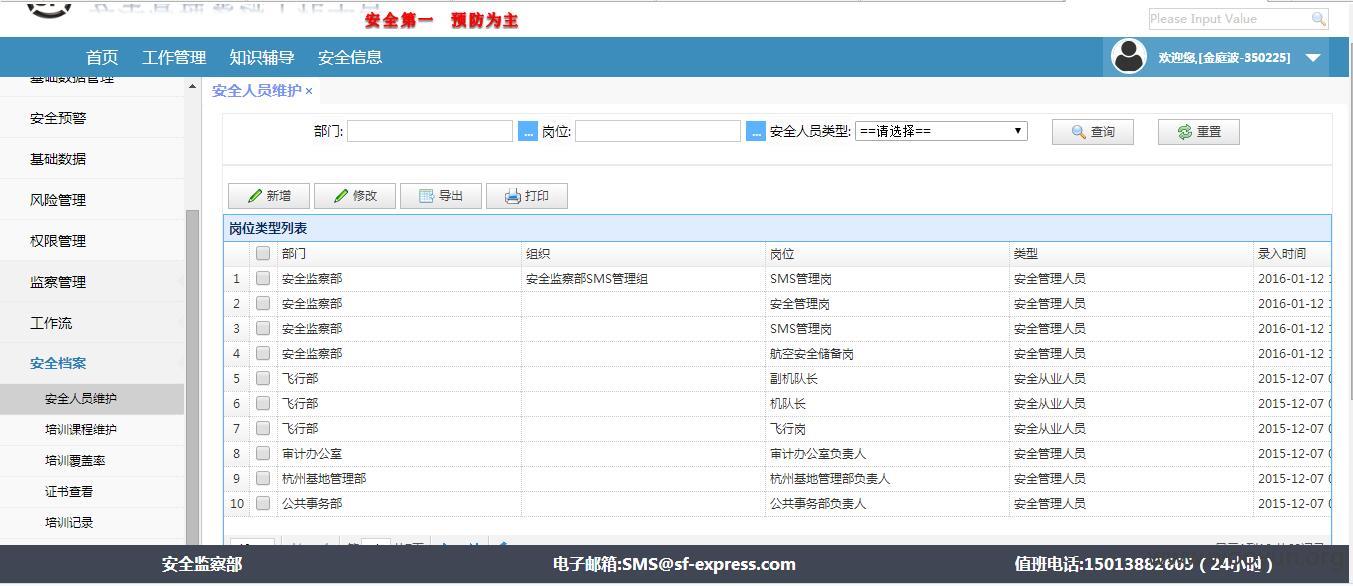 安全第一 预防为主
Please Input Value
首页 工作管理 知识辅导 安全信息
欢迎您,[金庭波-350225]
基础数据管理
安全预警
基础数据
风险管理
权限管理
监察管理
工作流
安全档案
安全人员维护
培训课程维护
培训覆盖率
证书查看
培训记录
安全人员维护 ×
部门: ... 岗位: ... 安全人员类型: ==请选择== 查询 重置
新增 修改 导出 打印
岗位类型列表
部门 组织 岗位 类型 录入时间
1 安全监察部 安全监察部SMS管理组 SMS管理岗 安全管理人员 2016-01-12
2 安全监察部 安全管理岗 安全管理人员 2016-01-12
3 安全监察部 SMS管理岗 安全管理人员 2016-01-12
4 安全监察部 航空安全储备岗 安全管理人员 2016-01-12
5 飞行部 副机队长 安全从业人员 2015-12-07
6 飞行部 机队长 安全从业人员 2015-12-07
7 飞行部 飞行岗 安全从业人员 2015-12-07
8 审计办公室 审计办公室负责人 安全管理人员 2015-12-07
9 杭州基地管理部 杭州基地管理部负责人 安全管理人员 2015-12-07
10 公共事务部 公共事务部负责人 安全管理人员 2015-12-07
安全监察部 电子邮箱:SMS@sf-express.com 值班电话:15013882909 ( 24小时 )